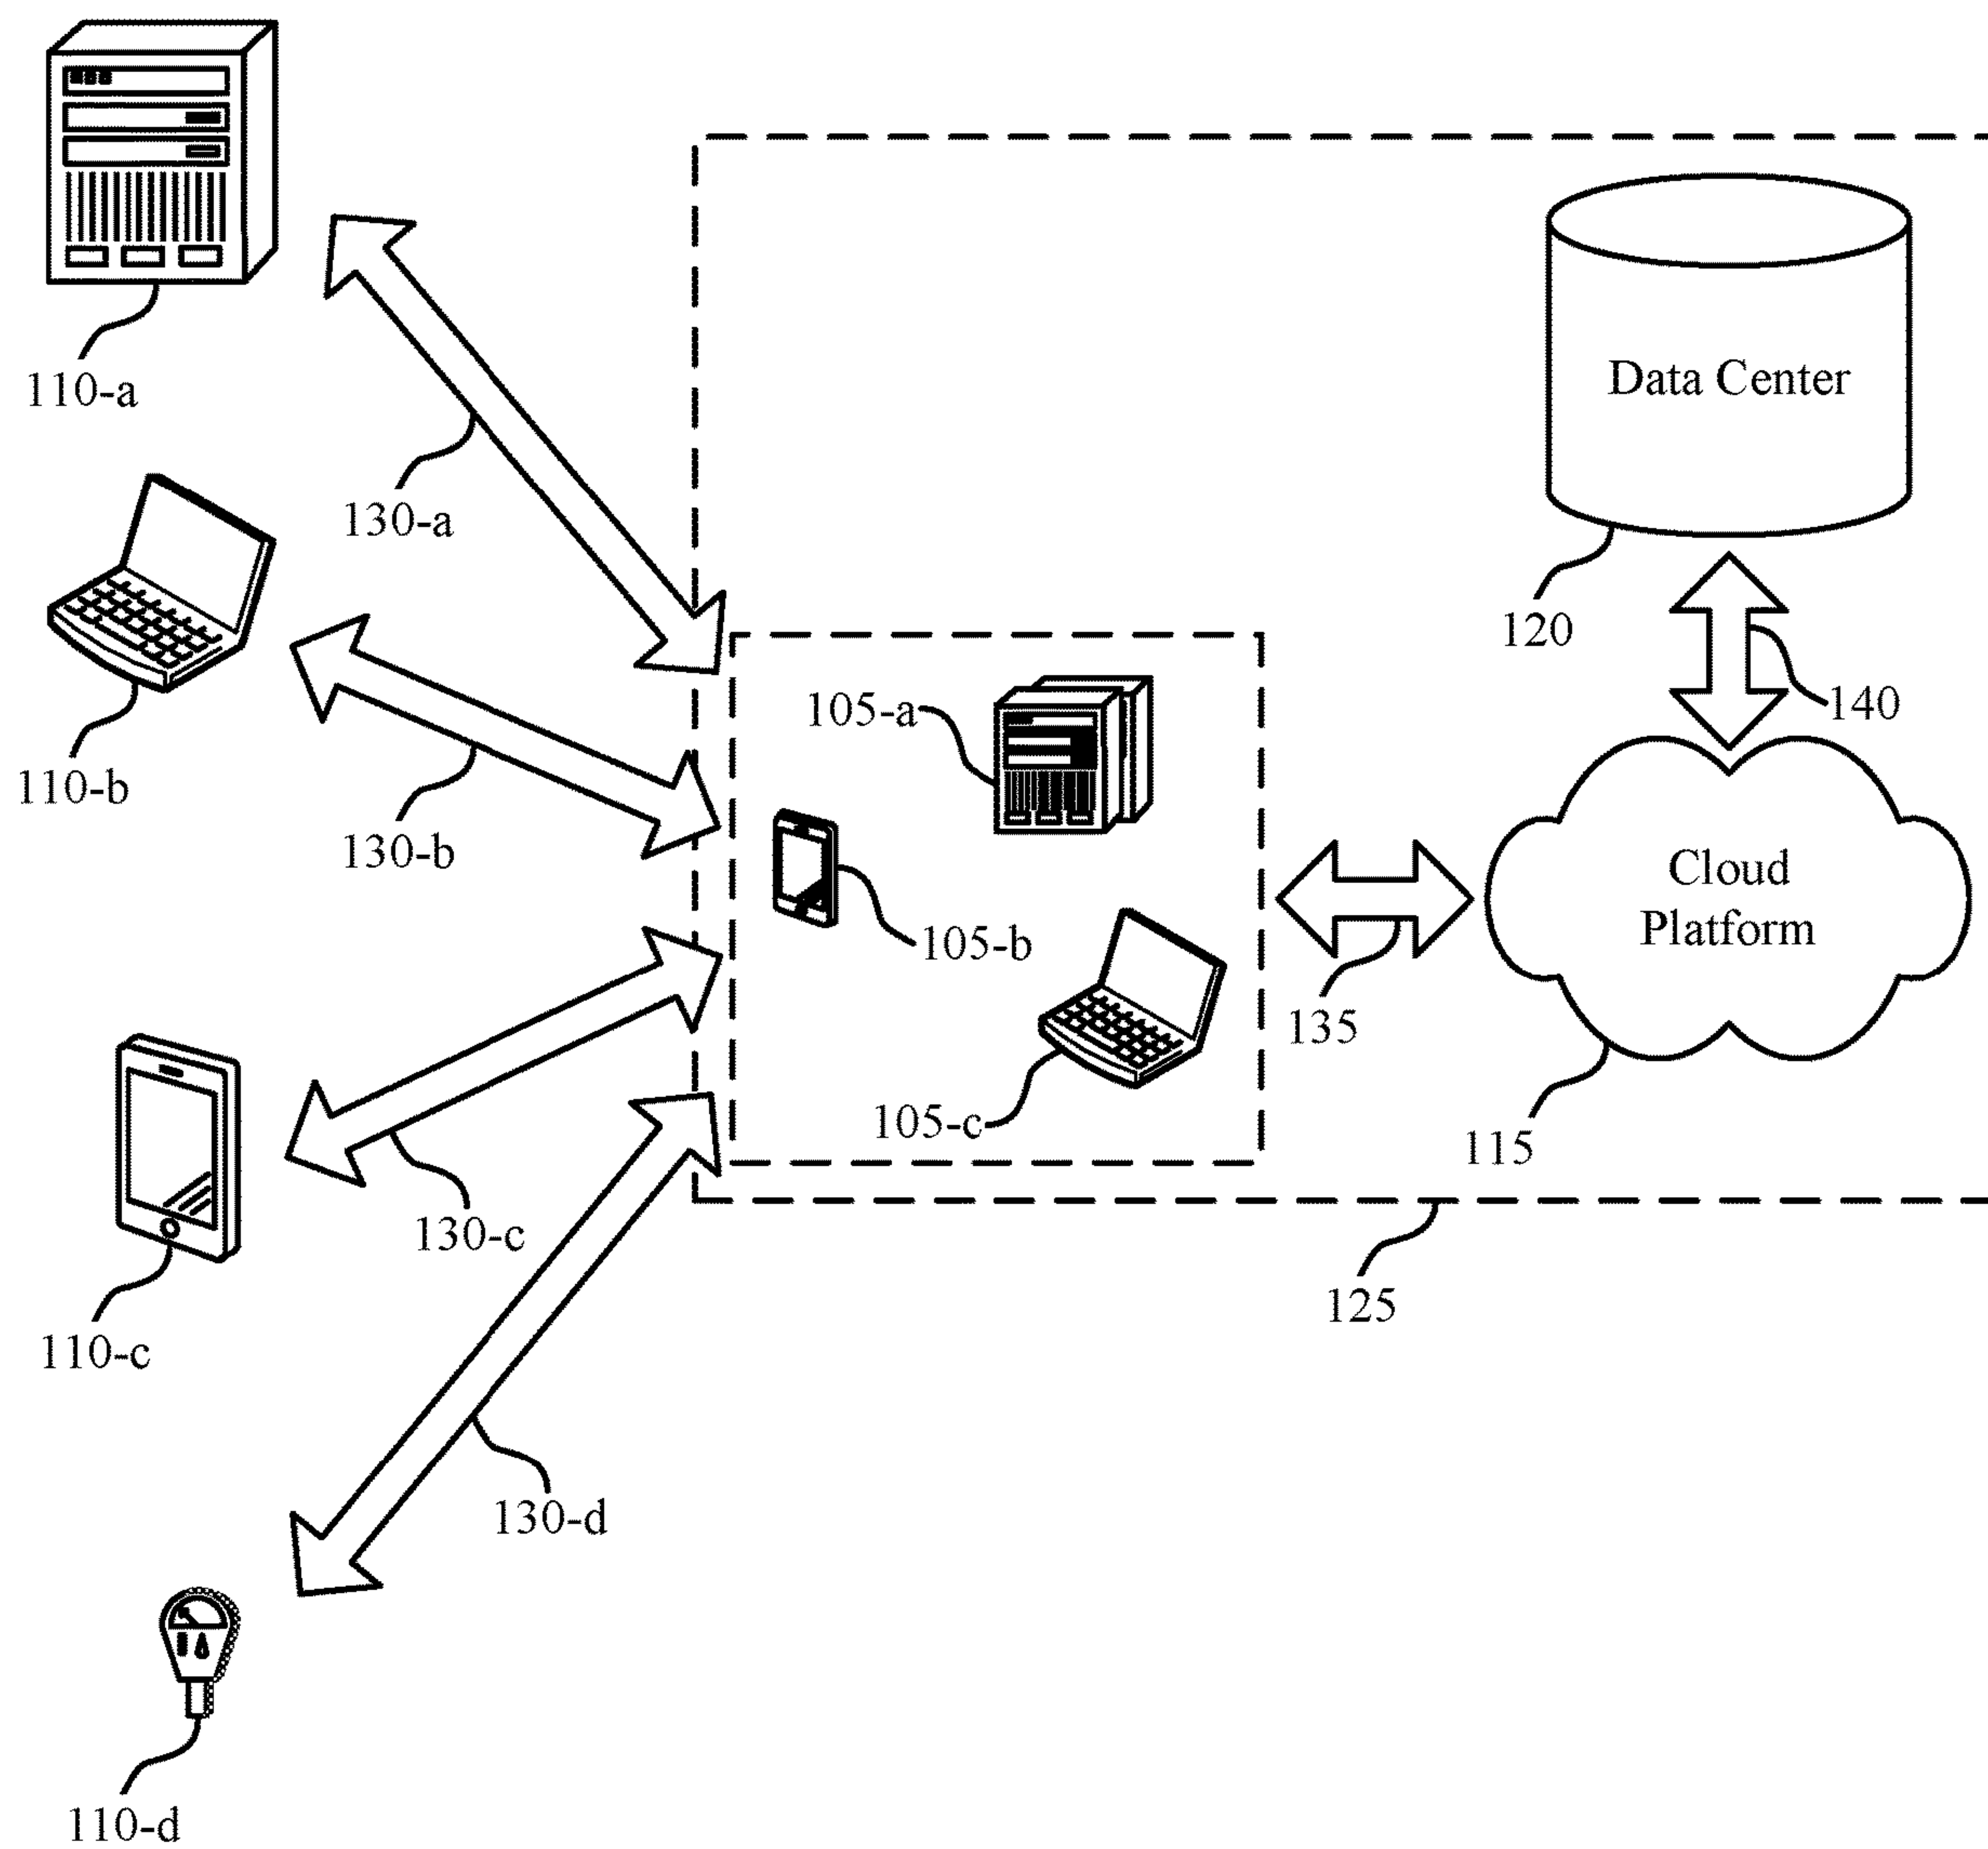 110-a
130-a
Data Center
120
140
110-b
130-b
105-a
105-b
105-c
Cloud
Platform
135
115
130-c
125
110-c
130-d
110-d